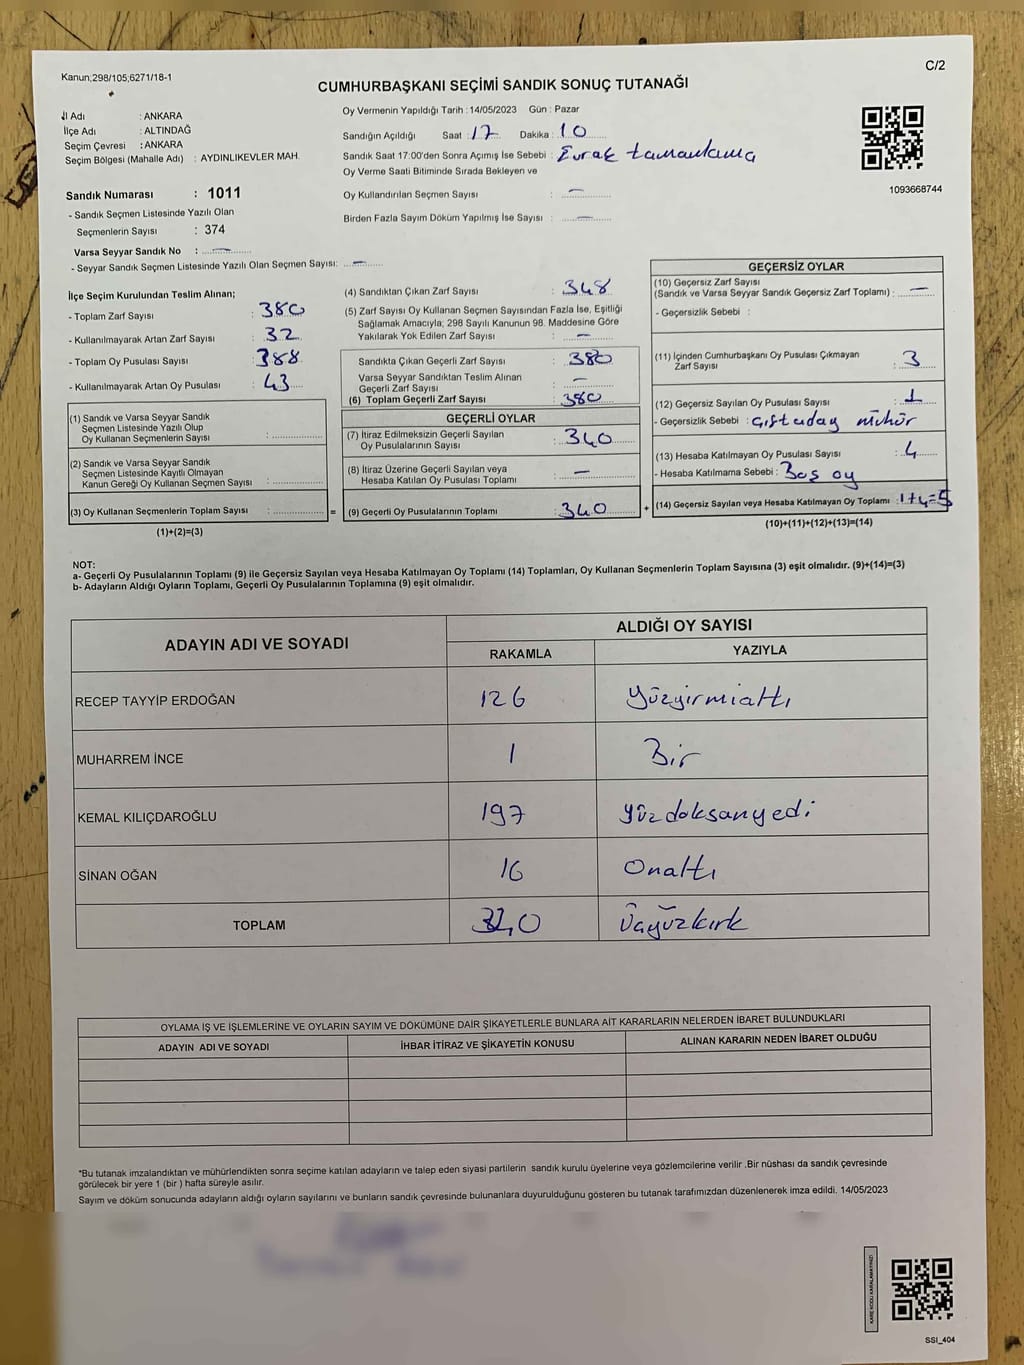 Kanun;298/105;6271/18-1
C/2
CUMHURBAŞKANI SEÇİMİ SANDIK SONUÇ TUTANAĞI
İl Adı : ANKARA
İlçe Adı : ALTINDAĞ
Seçim Çevresi : ANKARA
Seçim Bölgesi (Mahalle Adı) : AYDINLIKEVLER MAH.
Oy Vermenin Yapıldığı Tarih : 14/05/2023 Gün : Pazar
Sandığın Açıldığı Saat : 17 Dakika : 10
Sandık Saat 17:00'den Sonra Açımış İse Sebebi : Evrak tamamlama
Oy Verme Saati Bitiminde Sırada Bekleyen ve
Oy Kullandırılan Seçmen Sayısı : —
Birden Fazla Sayım Döküm Yapılmış İse Sayısı : —
1093668744
Sandık Numarası : 1011
- Sandık Seçmen Listesinde Yazılı Olan
Seçmenlerin Sayısı : 374
Varsa Seyyar Sandık No : —
- Seyyar Sandık Seçmen Listesinde Yazılı Olan Seçmen Sayısı: —
İlçe Seçim Kurulundan Teslim Alınan;
- Toplam Zarf Sayısı : 380
- Kullanılmayarak Artan Zarf Sayısı : 32
- Toplam Oy Pusulası Sayısı : 388
- Kullanılmayarak Artan Oy Pusulası : 43
(1) Sandık ve Varsa Seyyar Sandık
Seçmen Listesinde Yazılı Olup
Oy Kullanan Seçmenlerin Sayısı :
(2) Sandık ve Varsa Seyyar Sandık
Seçmen Listesinde Kayıtlı Olmayan
Kanun Gereği Oy Kullanan Seçmen Sayısı :
(3) Oy Kullanan Seçmenlerin Toplam Sayısı : =
(1)+(2)=(3)
(4) Sandıktan Çıkan Zarf Sayısı : 348
(5) Zarf Sayısı Oy Kullanan Seçmen Sayısından Fazla İse, Eşitliği
Sağlamak Amacıyla; 298 Sayılı Kanunun 98. Maddesine Göre
Yakılarak Yok Edilen Zarf Sayısı : —
Sandıkta Çıkan Geçerli Zarf Sayısı : 380
Varsa Seyyar Sandıktan Teslim Alınan
Geçerli Zarf Sayısı : —
(6) Toplam Geçerli Zarf Sayısı : 380
GEÇERLİ OYLAR
(7) İtiraz Edilmeksizin Geçerli Sayılan
Oy Pusulalarının Sayısı : 340
(8) İtiraz Üzerine Geçerli Sayılan veya
Hesaba Katılan Oy Pusulası Toplamı : —
(9) Geçerli Oy Pusulalarının Toplamı : 340 +
GEÇERSİZ OYLAR
(10) Geçersiz Zarf Sayısı
(Sandık ve Varsa Seyyar Sandık Geçersiz Zarf Toplamı) : —
- Geçersizlik Sebebi :
(11) İçinden Cumhurbaşkanı Oy Pusulası Çıkmayan
Zarf Sayısı : 3
(12) Geçersiz Sayılan Oy Pusulası Sayısı : 1
- Geçersizlik Sebebi : çift aday mühür
(13) Hesaba Katılmayan Oy Pusulası Sayısı : 4
- Hesaba Katılmama Sebebi : Boş oy
(14) Geçersiz Sayılan veya Hesaba Katılmayan Oy Toplamı : 1+4=5
(10)+(11)+(12)+(13)=(14)
NOT:
a- Geçerli Oy Pusulalarının Toplamı (9) ile Geçersiz Sayılan veya Hesaba Katılmayan Oy Toplamı (14) Toplamları, Oy Kullanan Seçmenlerin Toplam Sayısına (3) eşit olmalıdır. (9)+(14)=(3)
b- Adayların Aldığı Oyların Toplamı, Geçerli Oy Pusulalarının Toplamına (9) eşit olmalıdır.
ADAYIN ADI VE SOYADI
ALDIĞI OY SAYISI
RAKAMLA YAZIYLA
RECEP TAYYİP ERDOĞAN 126 Yüzyirmialtı
MUHARREM İNCE 1 Bir
KEMAL KILIÇDAROĞLU 197 Yüzdoksanyedi
SİNAN OĞAN 16 Onaltı
TOPLAM 340 Üçyüzkırk
OYLAMA İŞ VE İŞLEMLERİNE VE OYLARIN SAYIM VE DÖKÜMÜNE DAİR ŞİKAYETLERLE BUNLARA AİT KARARLARIN NELERDEN İBARET BULUNDUKLARI
ADAYIN ADI VE SOYADI İHBAR İTİRAZ VE ŞİKAYETİN KONUSU ALINAN KARARIN NEDEN İBARET OLDUĞU
*Bu tutanak imzalandıktan ve mühürlendikten sonra seçime katılan adayların ve talep eden siyasi partilerin sandık kurulu üyelerine veya gözlemcilerine verilir .Bir nüshası da sandık çevresinde
görülecek bir yere 1 (bir ) hafta süreyle asılır.
Sayım ve döküm sonucunda adayların aldığı oyların sayılarını ve bunların sandık çevresinde bulunanlara duyurulduğunu gösteren bu tutanak tarafımızdan düzenlenerek imza edildi. 14/05/2023
KARE KODU KARALAMAYINIZ!
SSI_404